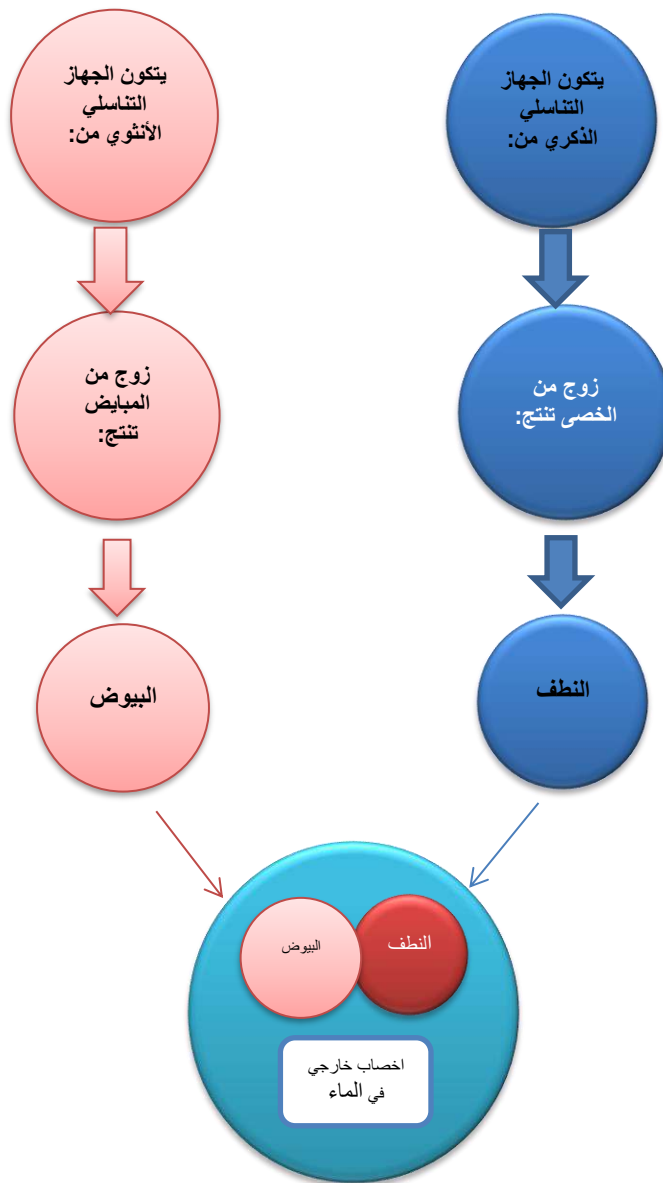 يتكون الجهاز
التناسلي
الذكري من:
يتكون الجهاز
التناسلي
الأنثوي من:
زوج من
الخصى تنتج:
زوج من
المبايض
تنتج:
النطف
البيوض
النطف
البيوض
اخصاب خارجي
في الماء